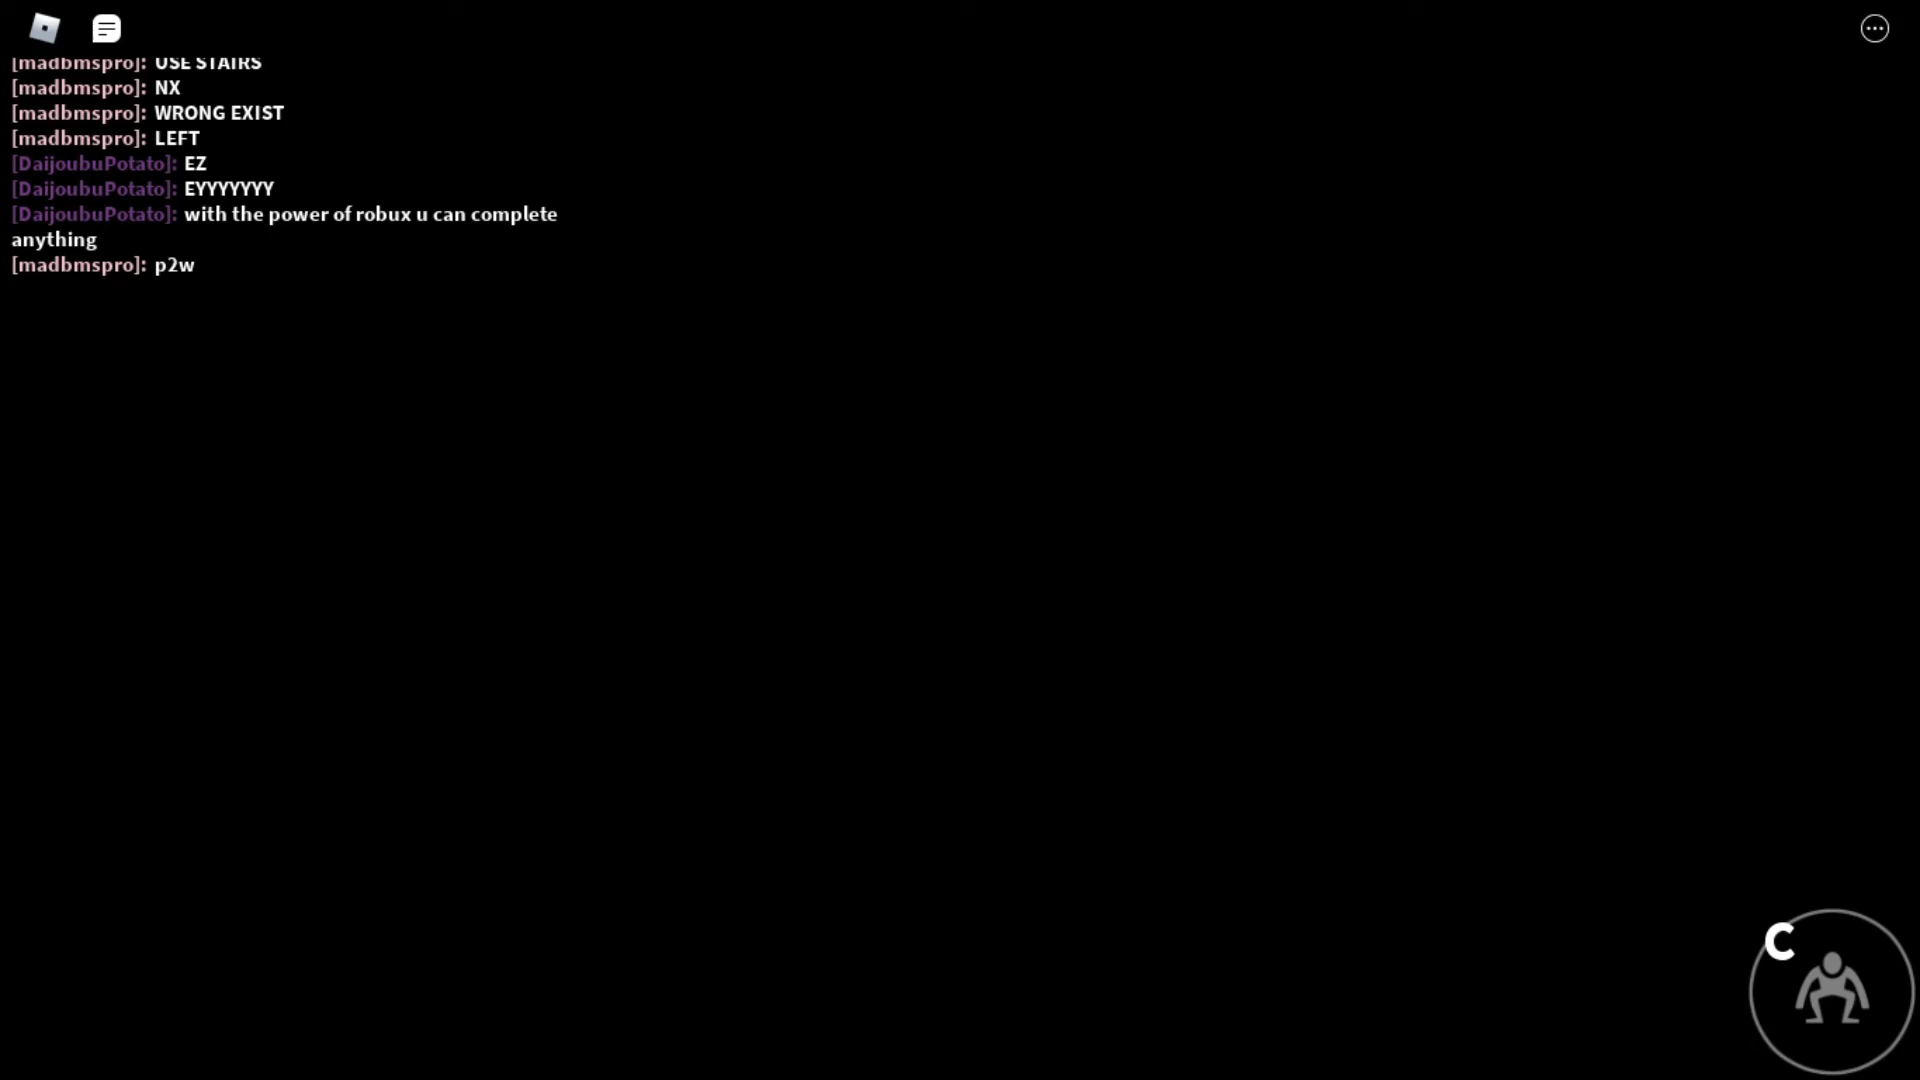 [madbmspro]: USE STAIRS
[madbmspro]: NX
[madbmspro]: WRONG EXIST
[madbmspro]: LEFT
[DaijoubuPotato]: EZ
[DaijoubuPotato]: EYYYYYYY
[DaijoubuPotato]: with the power of robux u can complete
anything
[madbmspro]: p2w
C